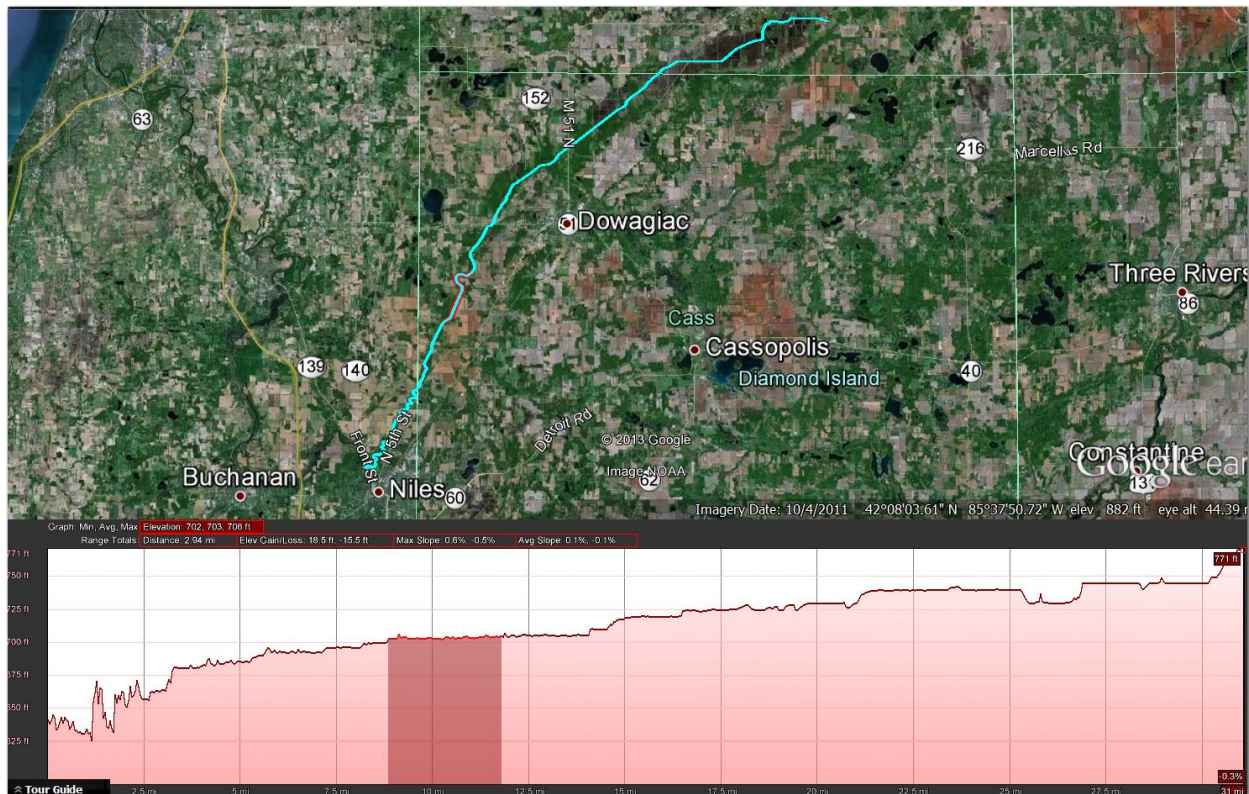 63
152
M 51 N
216
Marcellus Rd
51
Dowagiac
Three Rivers
86
Cass
Cassopolis
139
140
40
Diamond Island
N 5th St
Front St
Detroit Rd
© 2013 Google
Buchanan
Niles
60
Image NOAA
62
Constantine
Google ear
13
Imagery Date: 10/4/2011 42°08'03.61" N 85°37'50.72" W elev 882 ft eye alt 44.39 m
Graph: Min, Avg, Max Elevation: 702, 703, 706 ft
Range Totals: Distance: 2.94 mi Elev Gain/Loss: 18.5 ft, -15.5 ft Max Slope: 0.6%, -0.5% Avg Slope: 0.1%, -0.1%
771 ft
771 ft
750 ft
725 ft
700 ft
675 ft
650 ft
625 ft
-0.3%
Tour Guide 2.5 mi 5 mi 7.5 mi 10 mi 12.5 mi 15 mi 17.5 mi 20 mi 22.5 mi 25 mi 27.5 mi 31 mi